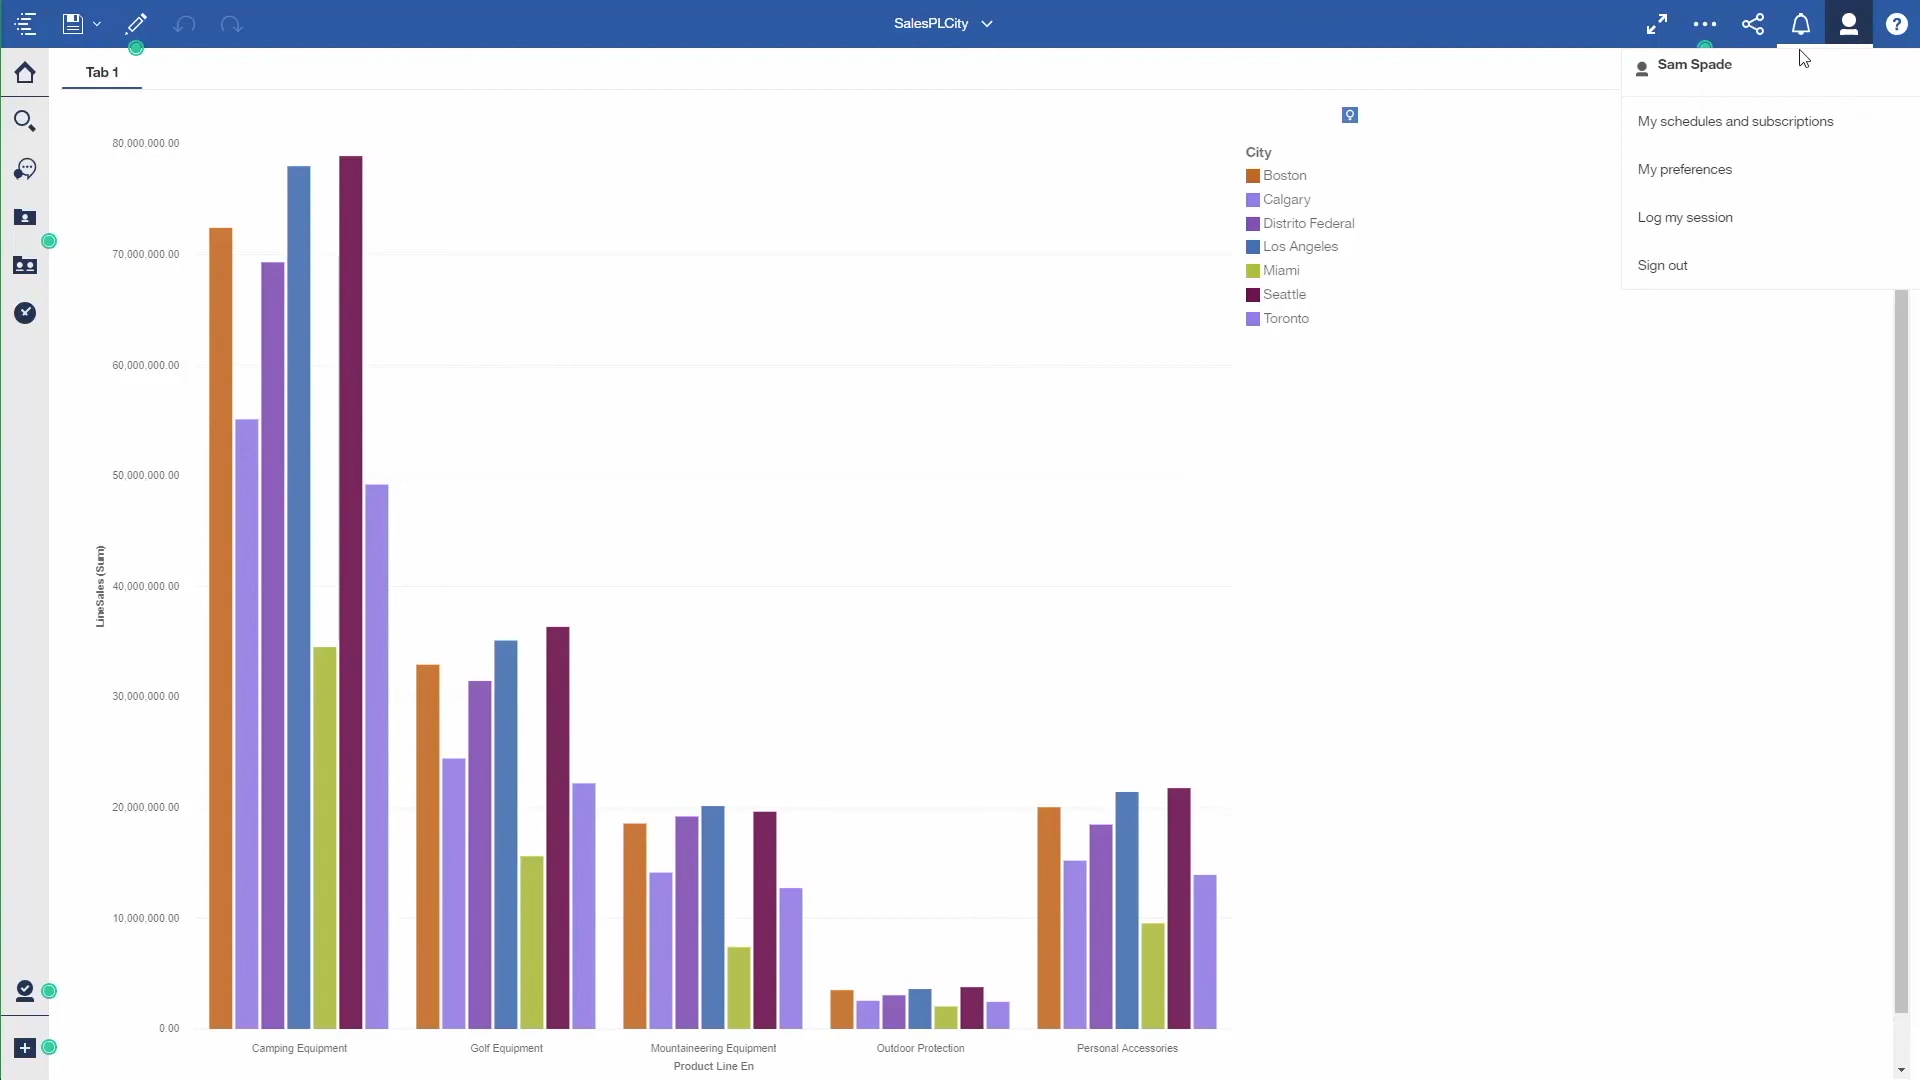 SalesPLCity
Tab 1
Sam Spade
My schedules and subscriptions
My preferences
Log my session
Sign out
City
Boston
Calgary
Distrito Federal
Los Angeles
Miami
Seattle
Toronto
80,000,000.00
70,000,000.00
60,000,000.00
50,000,000.00
40,000,000.00
30,000,000.00
20,000,000.00
10,000,000.00
0.00
LineSales (Sum)
Camping Equipment
Golf Equipment
Mountaineering Equipment
Outdoor Protection
Personal Accessories
Product Line En